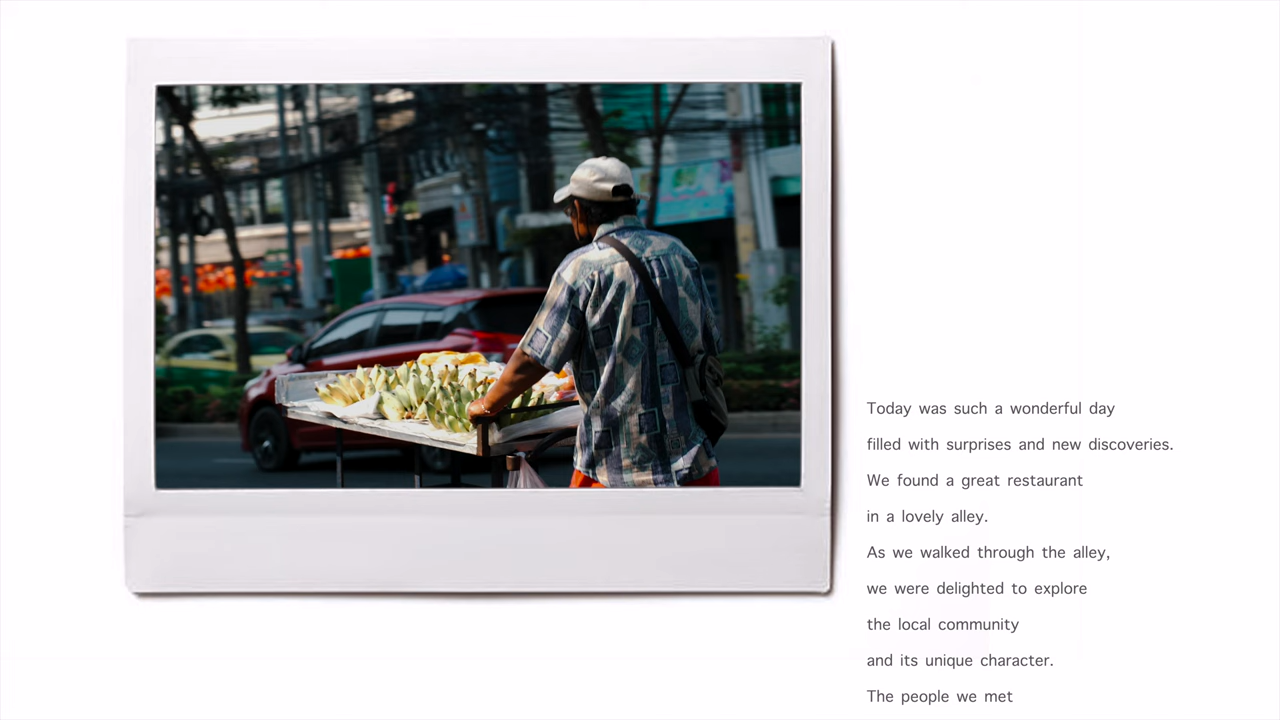 Today was such a wonderful day
filled with surprises and new discoveries.
We found a great restaurant
in a lovely alley.
As we walked through the alley,
we were delighted to explore
the local community
and its unique character.
The people we met